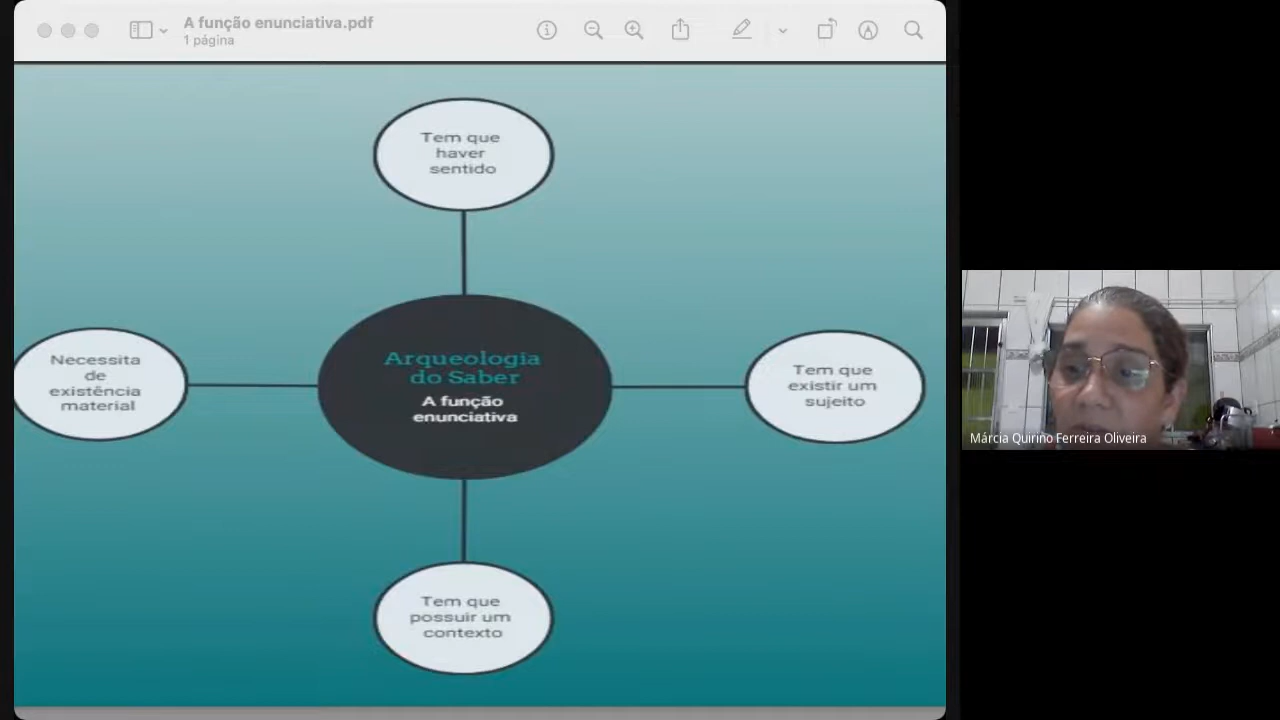 A função enunciativa.pdf
1 página
Tem que
haver
sentido
Necessita
de
existência
material
Arqueologia
do Saber
A função
enunciativa
Tem que
existir um
sujeito
Tem que
possuir um
contexto
Márcia Quirino Ferreira Oliveira